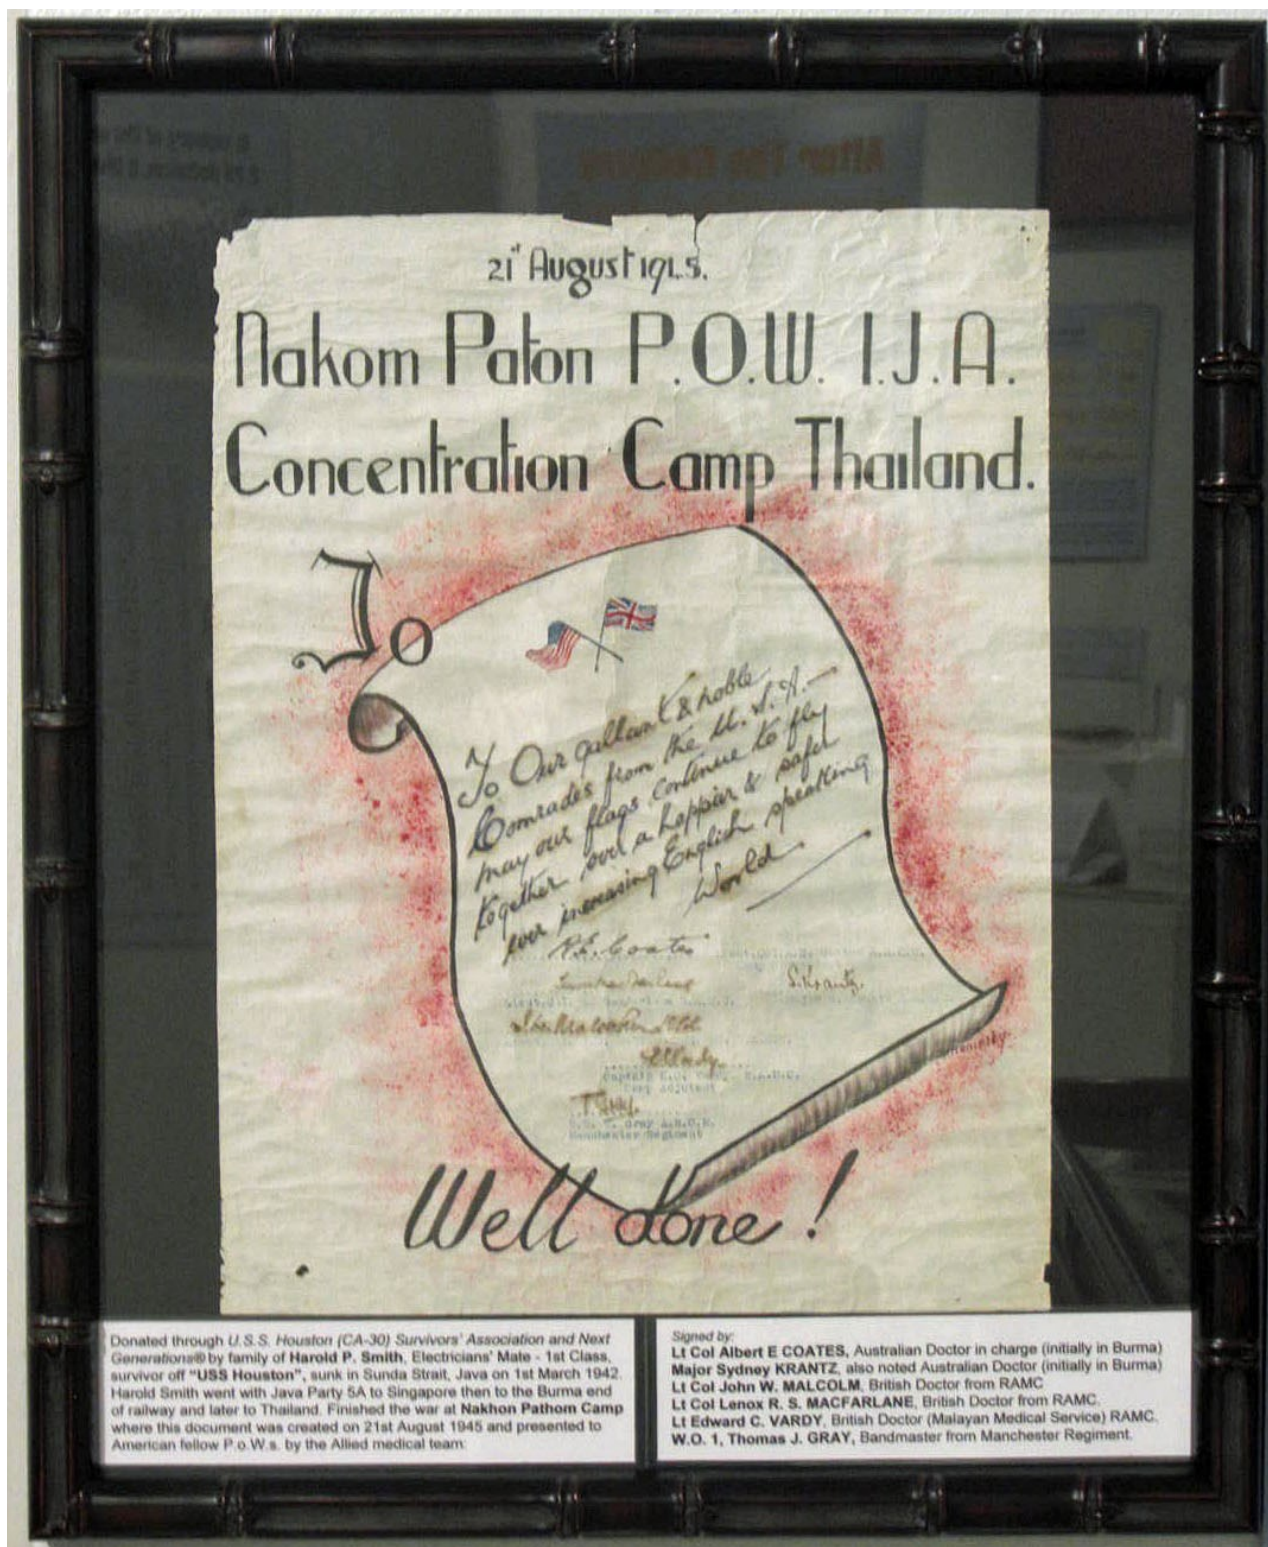 21st August 1945.
Nakom Paton P.O.W. I.J.A.
Concentration Camp Thailand.
To
To Our gallant & noble
Comrades from the U.S.A. —
may our flags continue to fly
together over a happier & safer
ever increasing English speaking
World
A.E. Coates
S. Krantz.
Camp Adjutant
T. Gray
Manchester Regiment
Well done!
Donated through U.S.S. Houston (CA-30) Survivors' Association and Next
Generations® by family of Harold P. Smith, Electricians' Mate - 1st Class,
survivor off "USS Houston", sunk in Sunda Strait, Java on 1st March 1942.
Harold Smith went with Java Party 5A to Singapore then to the Burma end
of railway and later to Thailand. Finished the war at Nakhon Pathom Camp
where this document was created on 21st August 1945 and presented to
American fellow P.o.W.s. by the Allied medical team.
Signed by:
Lt Col Albert E COATES, Australian Doctor in charge (initially in Burma)
Major Sydney KRANTZ, also noted Australian Doctor (initially in Burma)
Lt Col John W. MALCOLM, British Doctor from RAMC
Lt Col Lenox R. S. MACFARLANE, British Doctor from RAMC.
Lt Edward C. VARDY, British Doctor (Malayan Medical Service) RAMC.
W.O. 1, Thomas J. GRAY, Bandmaster from Manchester Regiment.